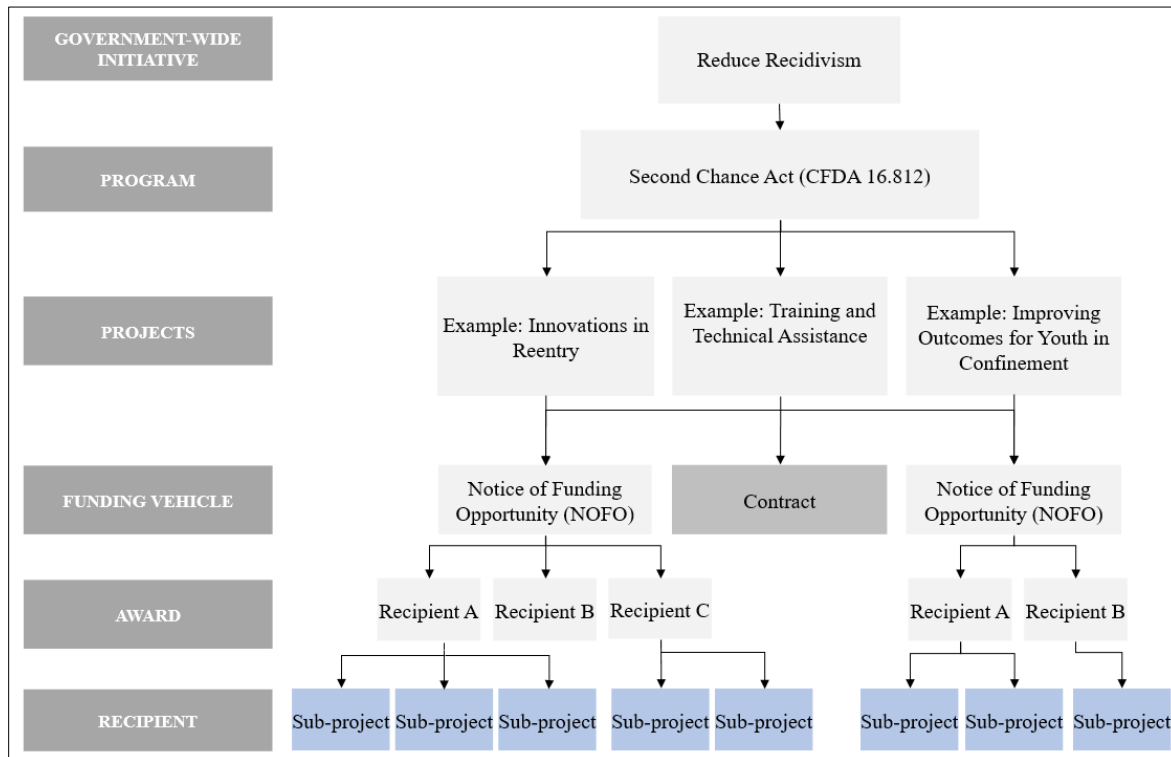 GOVERNMENT-WIDE
INITIATIVE
Reduce Recidivism
PROGRAM
Second Chance Act (CFDA 16.812)
PROJECTS
Example: Innovations in
Reentry
Example: Training and
Technical Assistance
Example: Improving
Outcomes for Youth in
Confinement
FUNDING VEHICLE
Notice of Funding
Opportunity (NOFO)
Contract
Notice of Funding
Opportunity (NOFO)
AWARD
Recipient A
Recipient B
Recipient C
Recipient A
Recipient B
RECIPIENT
Sub-project
Sub-project
Sub-project
Sub-project
Sub-project
Sub-project
Sub-project
Sub-project